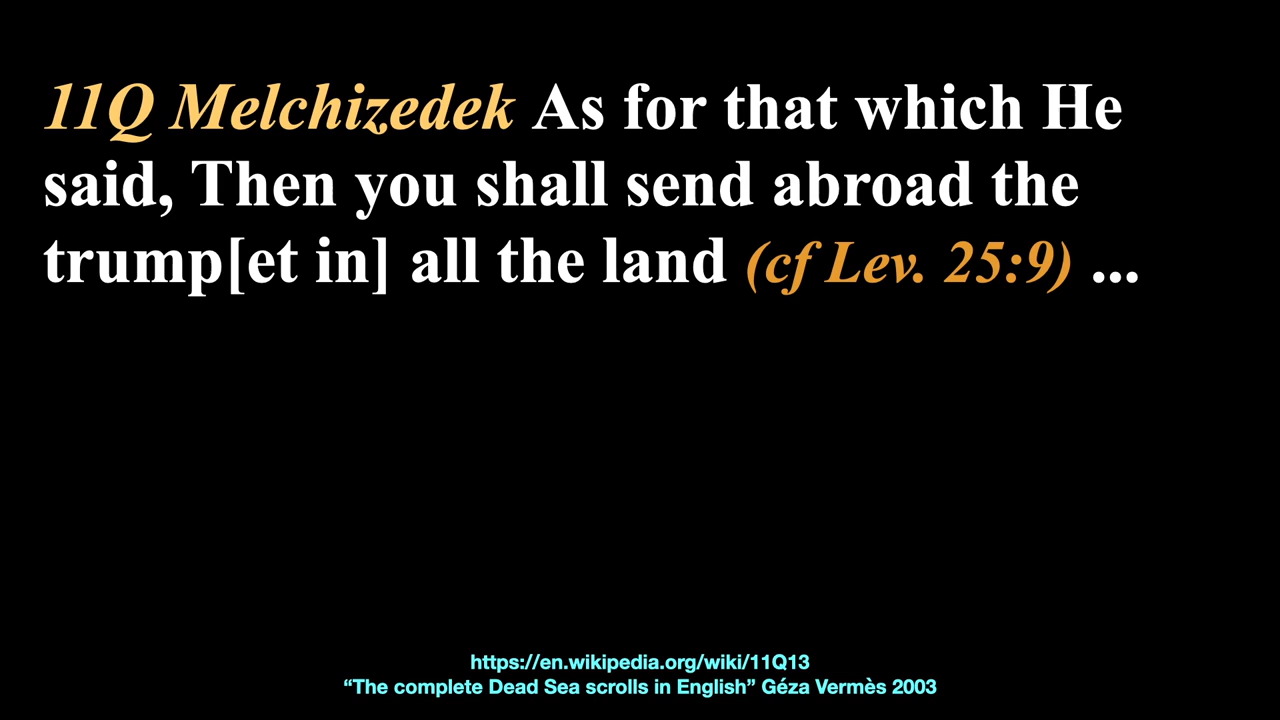 11Q Melchizedek As for that which He
said, Then you shall send abroad the
trump[et in] all the land (cf Lev. 25:9) ...
https://en.wikipedia.org/wiki/11Q13
“The complete Dead Sea scrolls in English” Géza Vermès 2003